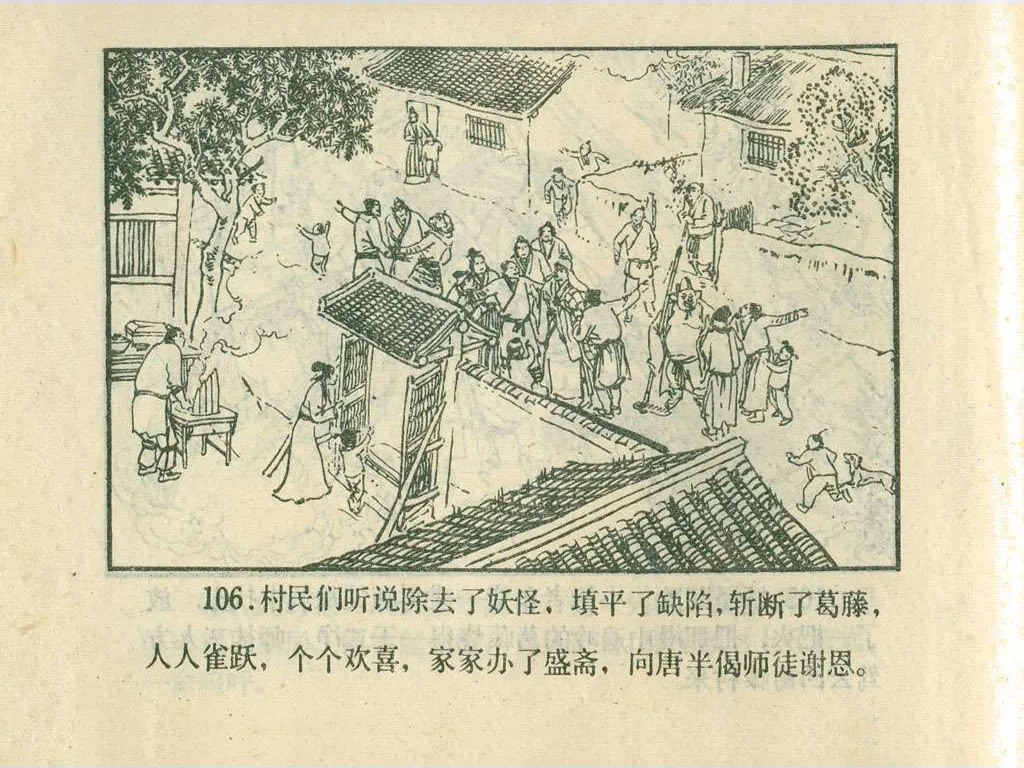 106.村民们听说除去了妖怪，填平了缺陷，斩断了葛藤，
人人雀跃，个个欢喜，家家办了盛斋，向唐半偈师徒谢恩。